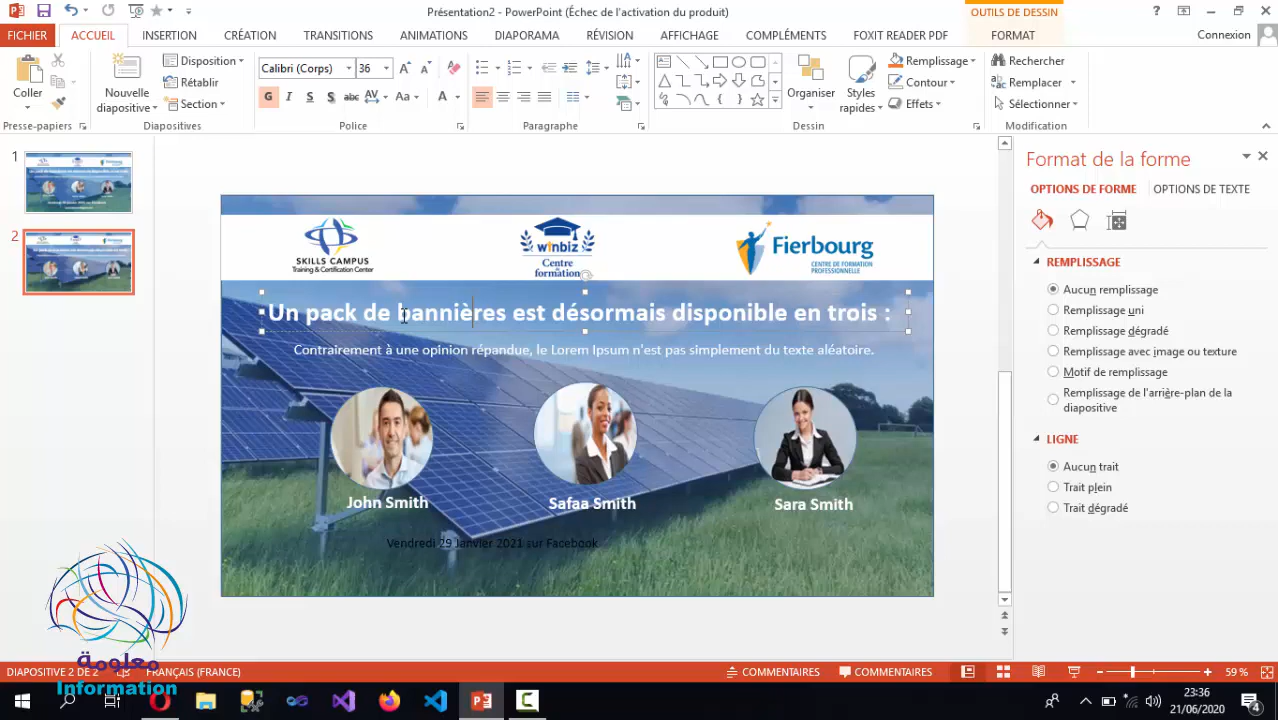 Présentation2 - PowerPoint (Échec de l'activation du produit)
OUTILS DE DESSIN
FICHIER ACCUEIL INSERTION CRÉATION TRANSITIONS ANIMATIONS DIAPORAMA RÉVISION AFFICHAGE COMPLÉMENTS FOXIT READER PDF FORMAT Connexion
Coller
Nouvelle diapositive
Disposition
Rétablir
Section
Calibri (Corps) 36
G I S S abc AV Aa A
Organiser
Styles rapides
Remplissage
Contour
Effets
Rechercher
Remplacer
Sélectionner
Presse-papiers Diapositives Police Paragraphe Dessin Modification
1
2
SKILLS CAMPUS
Training & Certification Center
winbiz
Centre
de
formation
Fierbourg
CENTRE DE FORMATION
PROFESSIONNELLE
Un pack de bannières est désormais disponible en trois :
Contrairement à une opinion répandue, le Lorem Ipsum n'est pas simplement du texte aléatoire.
John Smith
Safaa Smith
Sara Smith
Vendredi 29 Janvier 2021 sur Facebook
Format de la forme
OPTIONS DE FORME OPTIONS DE TEXTE
REMPLISSAGE
Aucun remplissage
Remplissage uni
Remplissage dégradé
Remplissage avec image ou texture
Motif de remplissage
Remplissage de l'arrière-plan de la
diapositive
LIGNE
Aucun trait
Trait plein
Trait dégradé
معلومة
Information
DIAPOSITIVE 2 DE 2 FRANÇAIS (FRANCE) COMMENTAIRES COMMENTAIRES 59 %
23:36
21/06/2020
4